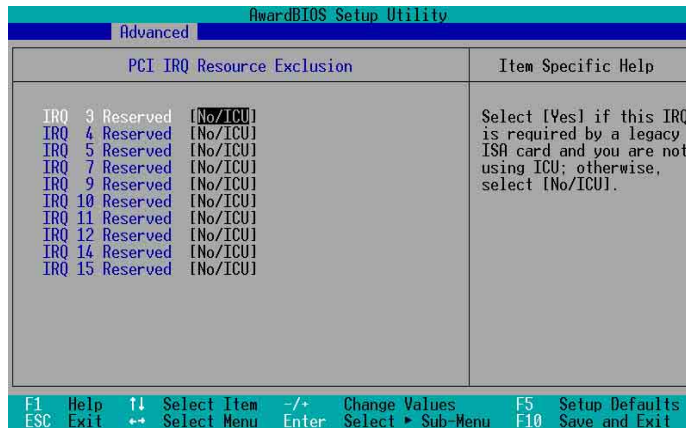 AwardBIOS Setup Utility
Advanced
PCI IRQ Resource Exclusion
Item Specific Help
IRQ 3 Reserved [No/ICU]
IRQ 4 Reserved [No/ICU]
IRQ 5 Reserved [No/ICU]
IRQ 7 Reserved [No/ICU]
IRQ 9 Reserved [No/ICU]
IRQ 10 Reserved [No/ICU]
IRQ 11 Reserved [No/ICU]
IRQ 12 Reserved [No/ICU]
IRQ 14 Reserved [No/ICU]
IRQ 15 Reserved [No/ICU]
Select [Yes] if this IRQ
is required by a legacy
ISA card and you are not
using ICU; otherwise,
select [No/ICU].
F1 Help ↑↓ Select Item -/+ Change Values F5 Setup Defaults
ESC Exit ↔ Select Menu Enter Select ► Sub-Menu F10 Save and Exit